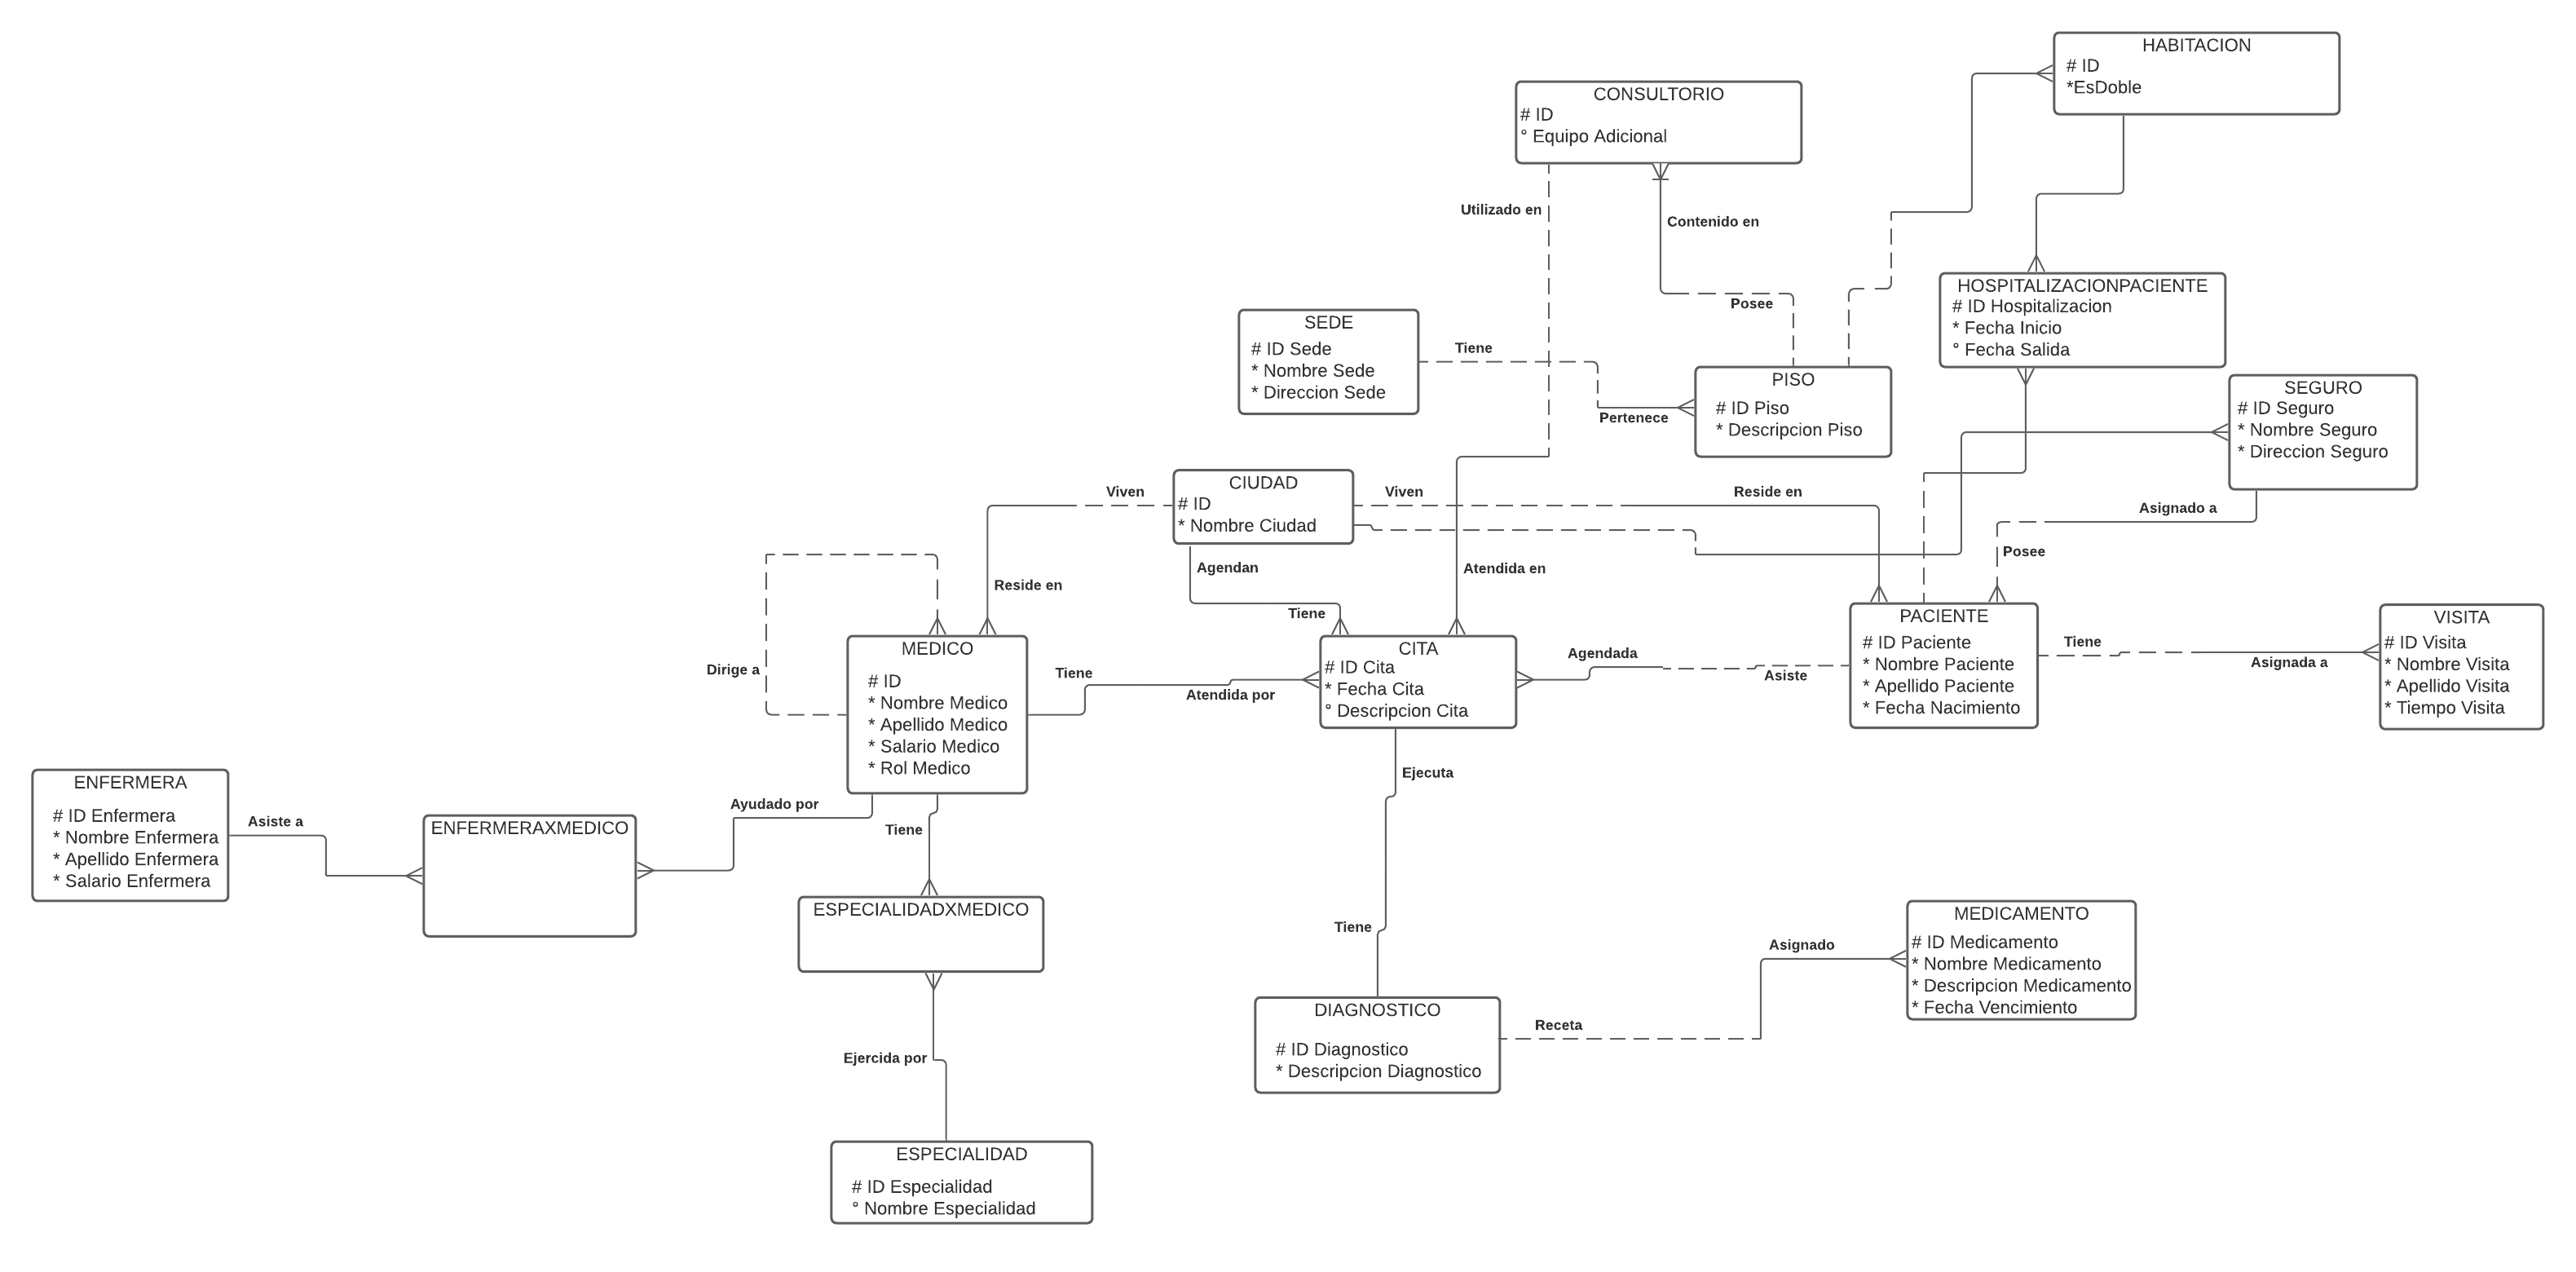 HABITACION
# ID
*EsDoble
CONSULTORIO
# ID
° Equipo Adicional
Utilizado en
Contenido en
Posee
HOSPITALIZACIONPACIENTE
# ID Hospitalizacion
* Fecha Inicio
° Fecha Salida
SEDE
# ID Sede
* Nombre Sede
* Direccion Sede
Tiene
Pertenece
PISO
# ID Piso
* Descripcion Piso
SEGURO
# ID Seguro
* Nombre Seguro
* Direccion Seguro
CIUDAD
# ID
* Nombre Ciudad
Viven
Viven
Reside en
Asignado a
Posee
Agendan
Atendida en
Reside en
Tiene
Dirige a
MEDICO
# ID
* Nombre Medico
* Apellido Medico
* Salario Medico
* Rol Medico
Tiene
Atendida por
CITA
# ID Cita
* Fecha Cita
° Descripcion Cita
Agendada
Asiste
PACIENTE
# ID Paciente
* Nombre Paciente
* Apellido Paciente
* Fecha Nacimiento
Tiene
Asignada a
VISITA
# ID Visita
* Nombre Visita
* Apellido Visita
* Tiempo Visita
ENFERMERA
# ID Enfermera
* Nombre Enfermera
* Apellido Enfermera
* Salario Enfermera
Asiste a
ENFERMERAXMEDICO
Ayudado por
Tiene
Ejecuta
ESPECIALIDADXMEDICO
Tiene
MEDICAMENTO
# ID Medicamento
* Nombre Medicamento
* Descripcion Medicamento
* Fecha Vencimiento
Asignado
DIAGNOSTICO
# ID Diagnostico
* Descripcion Diagnostico
Receta
Ejercida por
ESPECIALIDAD
# ID Especialidad
° Nombre Especialidad